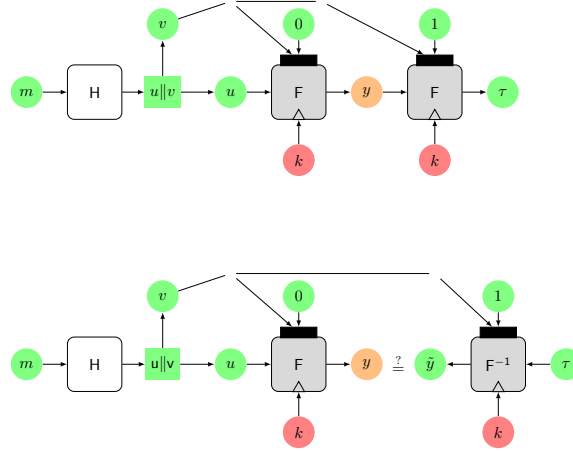 v 0 1
m H u∥v u F y F τ
k k
v 0 1
m H u∥v u F y ≟ ỹ F⁻¹ τ
k k